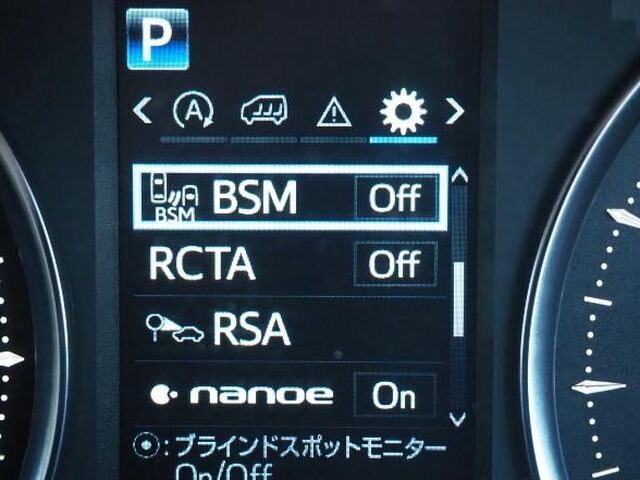 P
A
BSM BSM Off
RCTA Off
RSA
nanoe On
⦿:ブラインドスポットモニター
On/Off